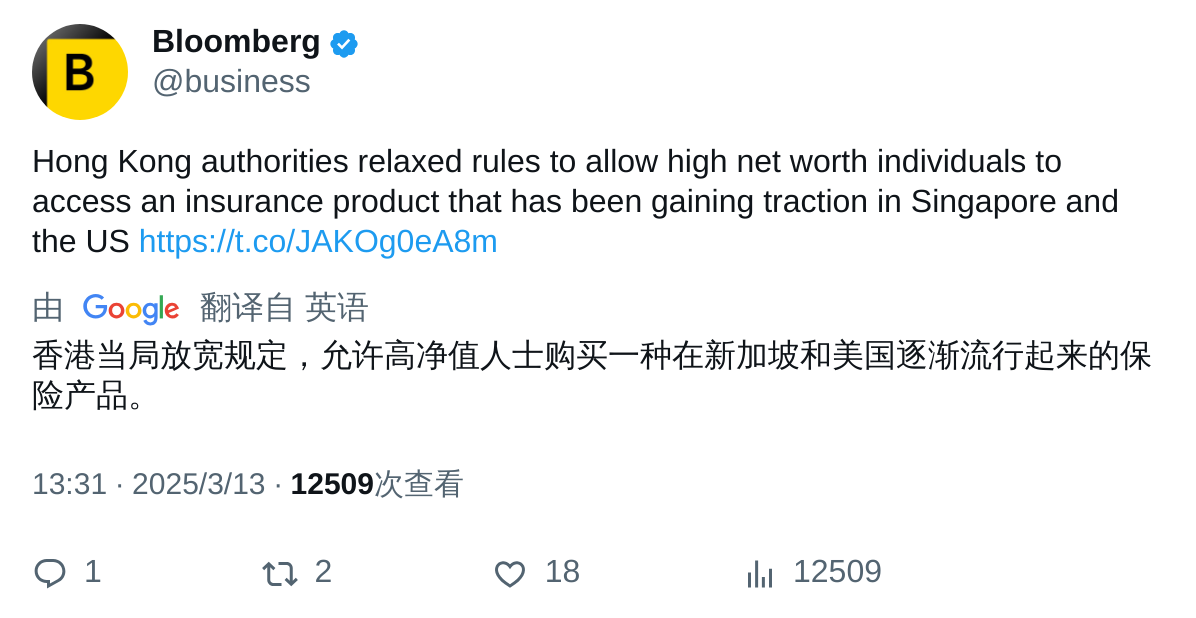 B
Bloomberg
@business
Hong Kong authorities relaxed rules to allow high net worth individuals to
access an insurance product that has been gaining traction in Singapore and
the US https://t.co/JAKOg0eA8m
由 Google 翻译自 英语
香港当局放宽规定，允许高净值人士购买一种在新加坡和美国逐渐流行起来的保
险产品。
13:31 · 2025/3/13 · 12509次查看
1 2 18 12509